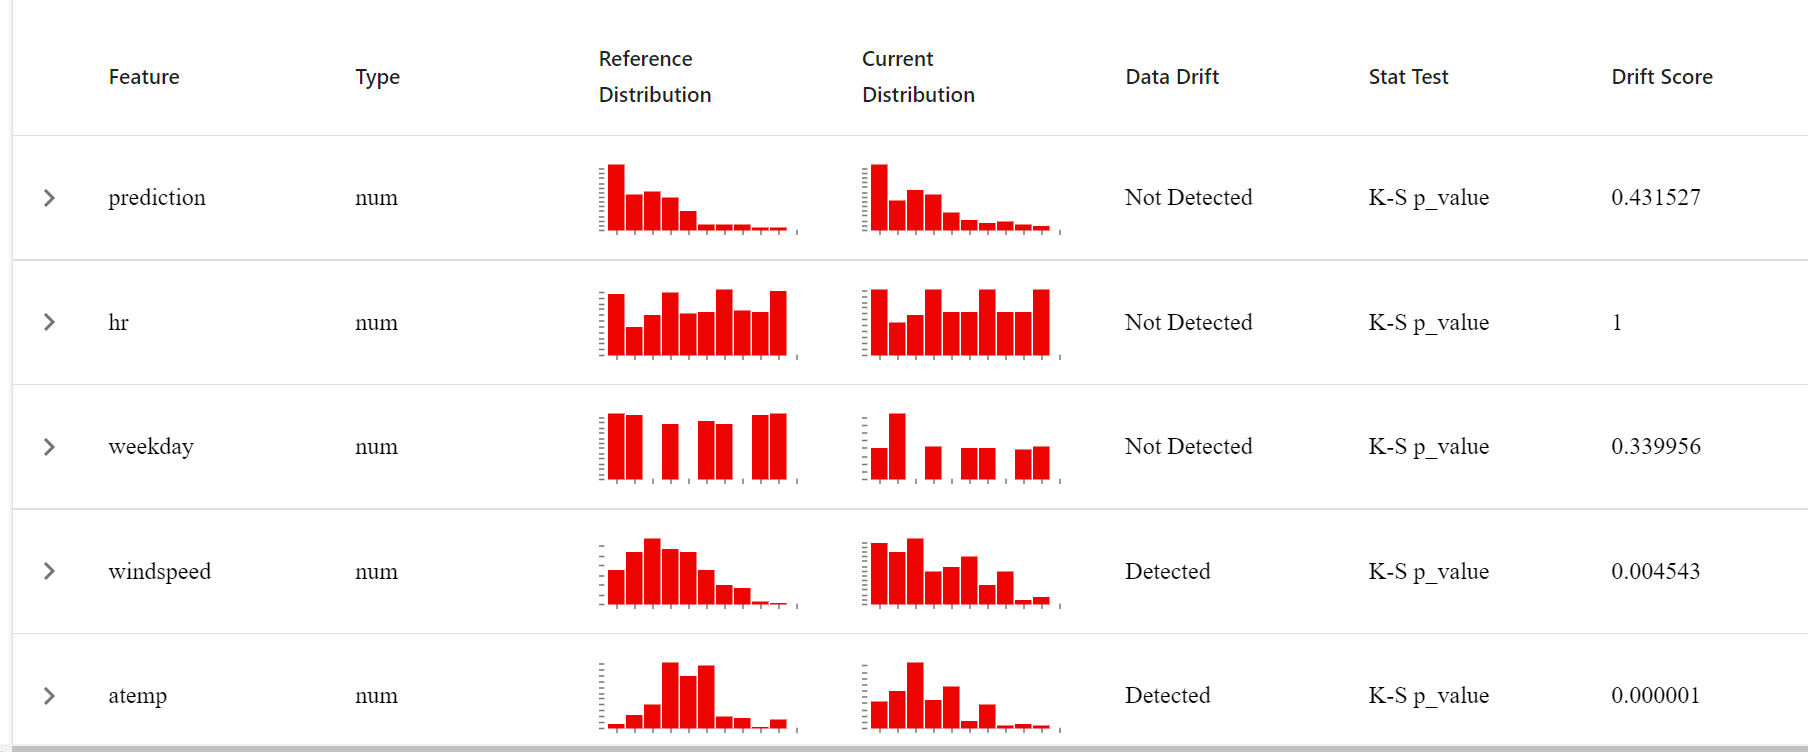 Feature Type Reference Distribution Current Distribution Data Drift Stat Test Drift Score
prediction num Not Detected K-S p_value 0.431527
hr num Not Detected K-S p_value 1
weekday num Not Detected K-S p_value 0.339956
windspeed num Detected K-S p_value 0.004543
atemp num Detected K-S p_value 0.000001